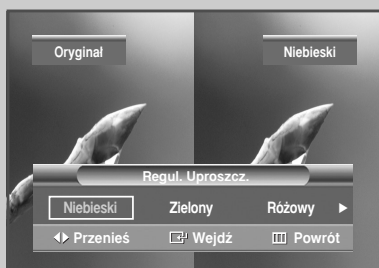 Oryginał Niebieski
Regul. Uproszcz.
Niebieski Zielony Różowy ►
◄► Przenieś Wejdź Powrót